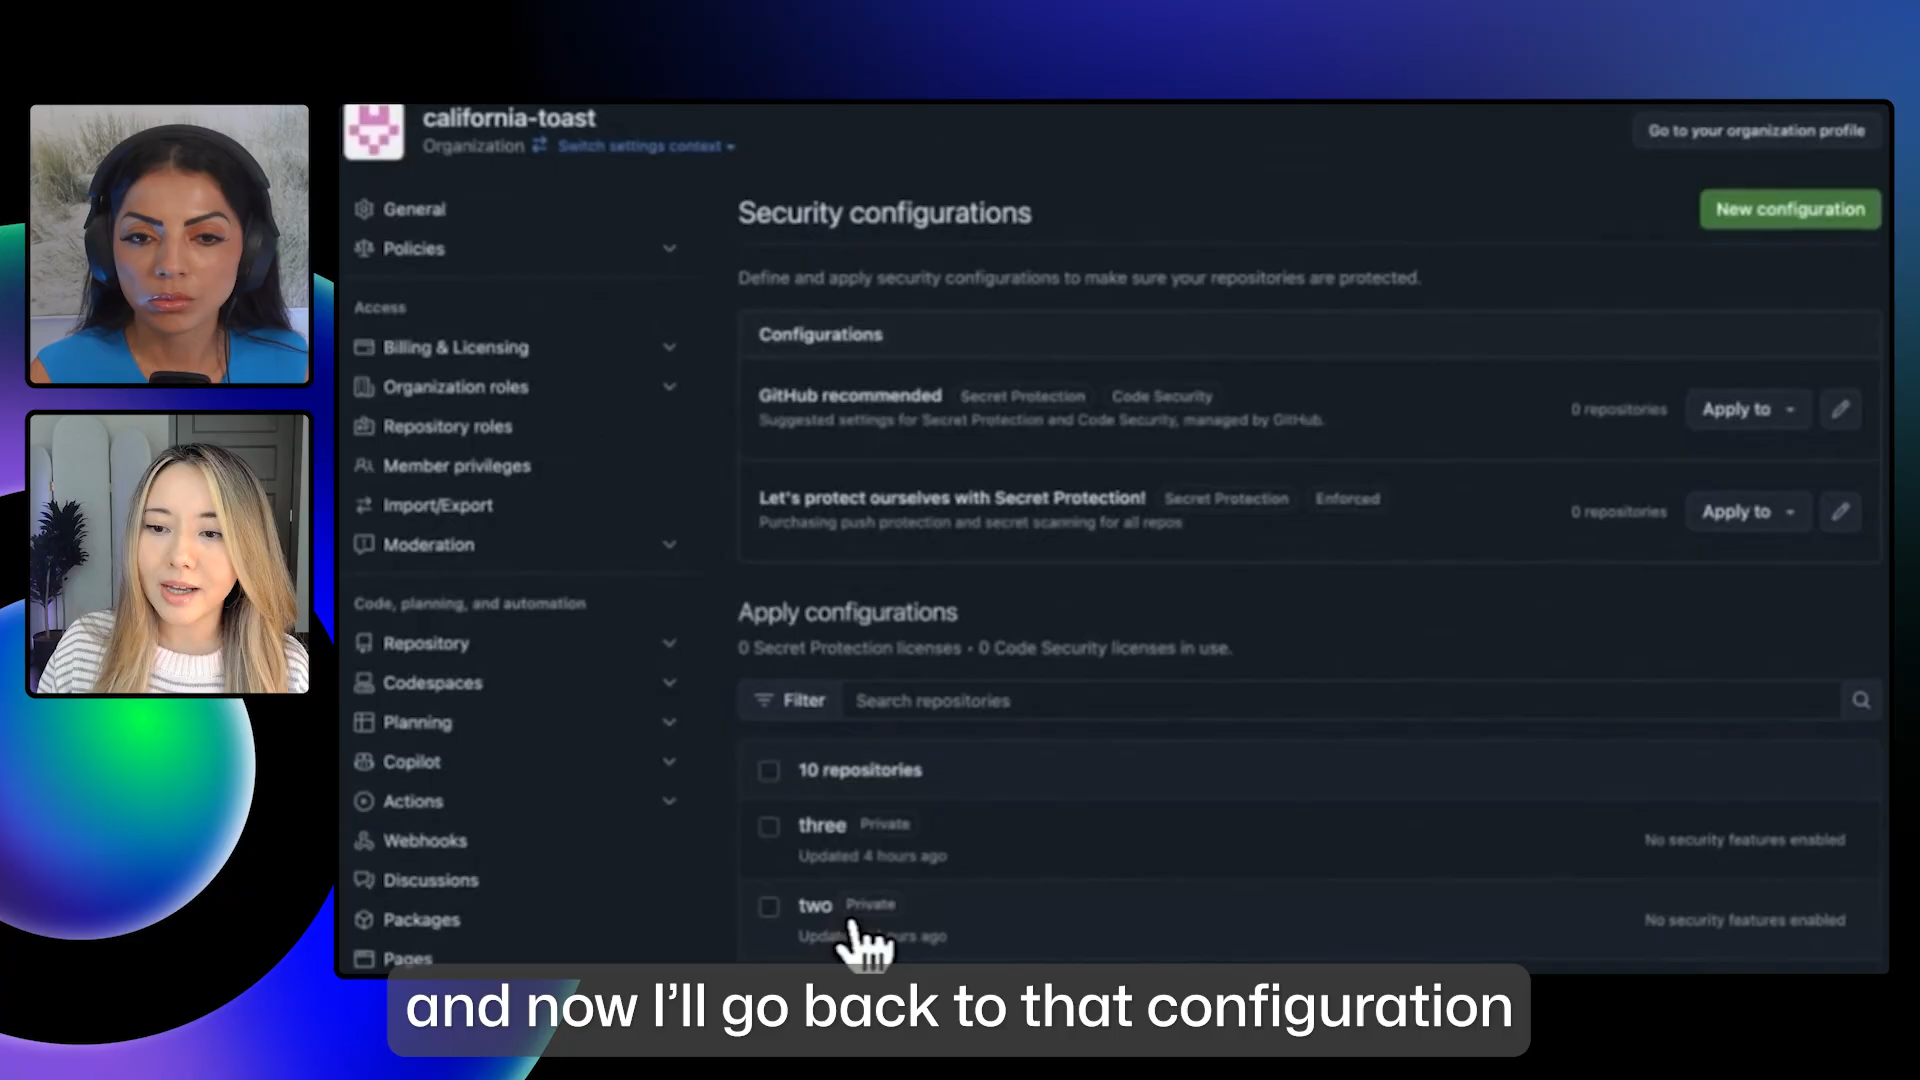 california-toast
Organization Switch settings context
Go to your organization profile
General
Policies
Access
Billing & Licensing
Organization roles
Repository roles
Member privileges
Import/Export
Moderation
Code, planning, and automation
Repository
Codespaces
Planning
Copilot
Actions
Webhooks
Discussions
Packages
Pages
Security configurations
New configuration
Define and apply security configurations to make sure your repositories are protected.
Configurations
GitHub recommended Secret Protection Code Security
Suggested settings for Secret Protection and Code Security, managed by GitHub.
0 repositories Apply to
Let's protect ourselves with Secret Protection! Secret Protection Enforced
Purchasing push protection and secret scanning for all repos
0 repositories Apply to
Apply configurations
0 Secret Protection licenses • 0 Code Security licenses in use.
Filter Search repositories
10 repositories
three Private
Updated 4 hours ago
No security features enabled
two Private
ago
No security features enabled
and now I'll go back to that configuration